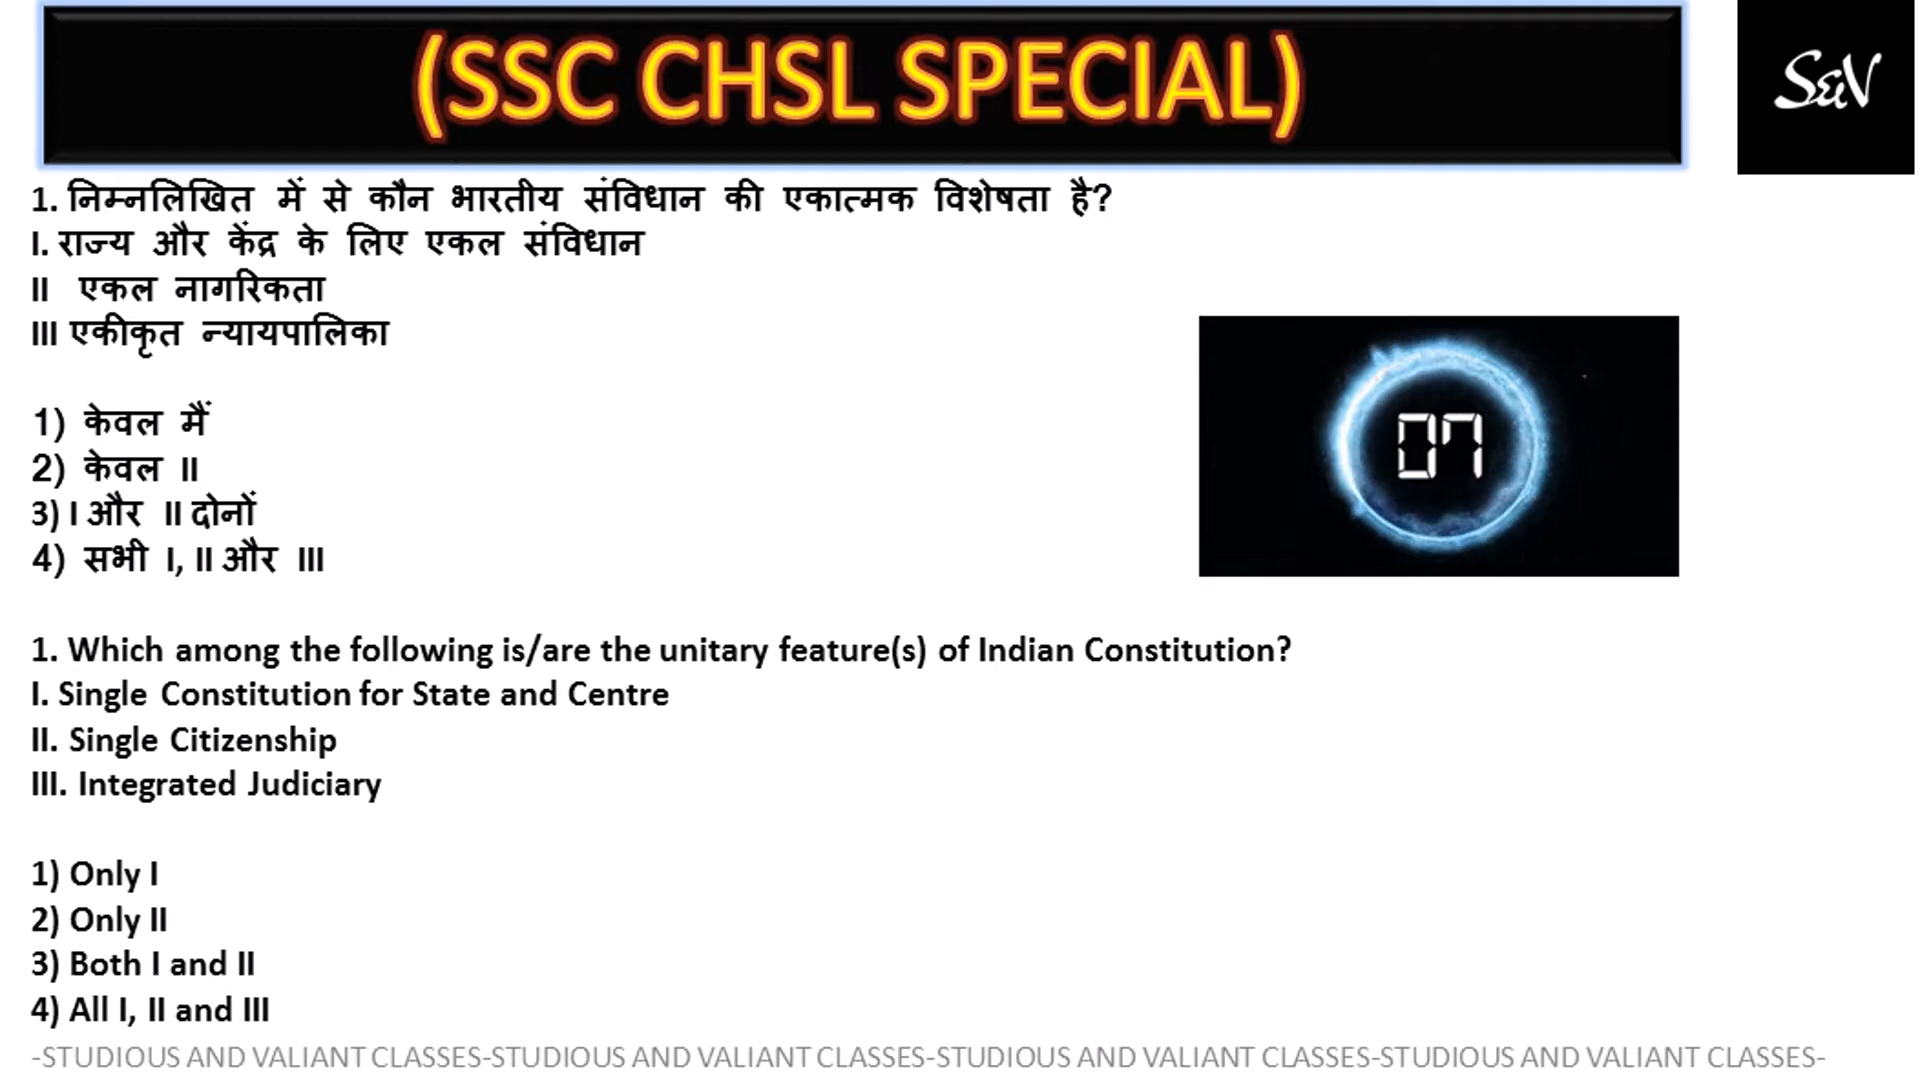 (SSC CHSL SPECIAL)
S&V
1. निम्नलिखित में से कौन भारतीय संविधान की एकात्मक विशेषता है?
I. राज्य और केंद्र के लिए एकल संविधान
II एकल नागरिकता
III एकीकृत न्यायपालिका
07
1) केवल मैं
2) केवल II
3) I और II दोनों
4) सभी I, II और III
1. Which among the following is/are the unitary feature(s) of Indian Constitution?
I. Single Constitution for State and Centre
II. Single Citizenship
III. Integrated Judiciary
1) Only I
2) Only II
3) Both I and II
4) All I, II and III
-STUDIOUS AND VALIANT CLASSES-STUDIOUS AND VALIANT CLASSES-STUDIOUS AND VALIANT CLASSES-STUDIOUS AND VALIANT CLASSES-